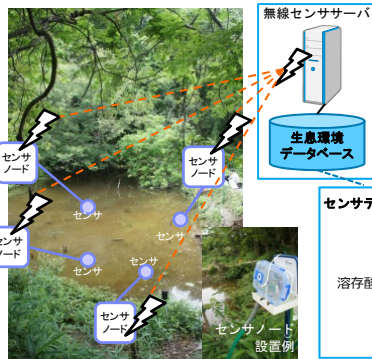 無線センササーバ
生息環境
データベース
センサ
ノード
センサ
ノード
センサ
センサ
センサ
ノード
センサ
センサ
センサ
ノード
センサデ
溶存酸
センサノード
設置例